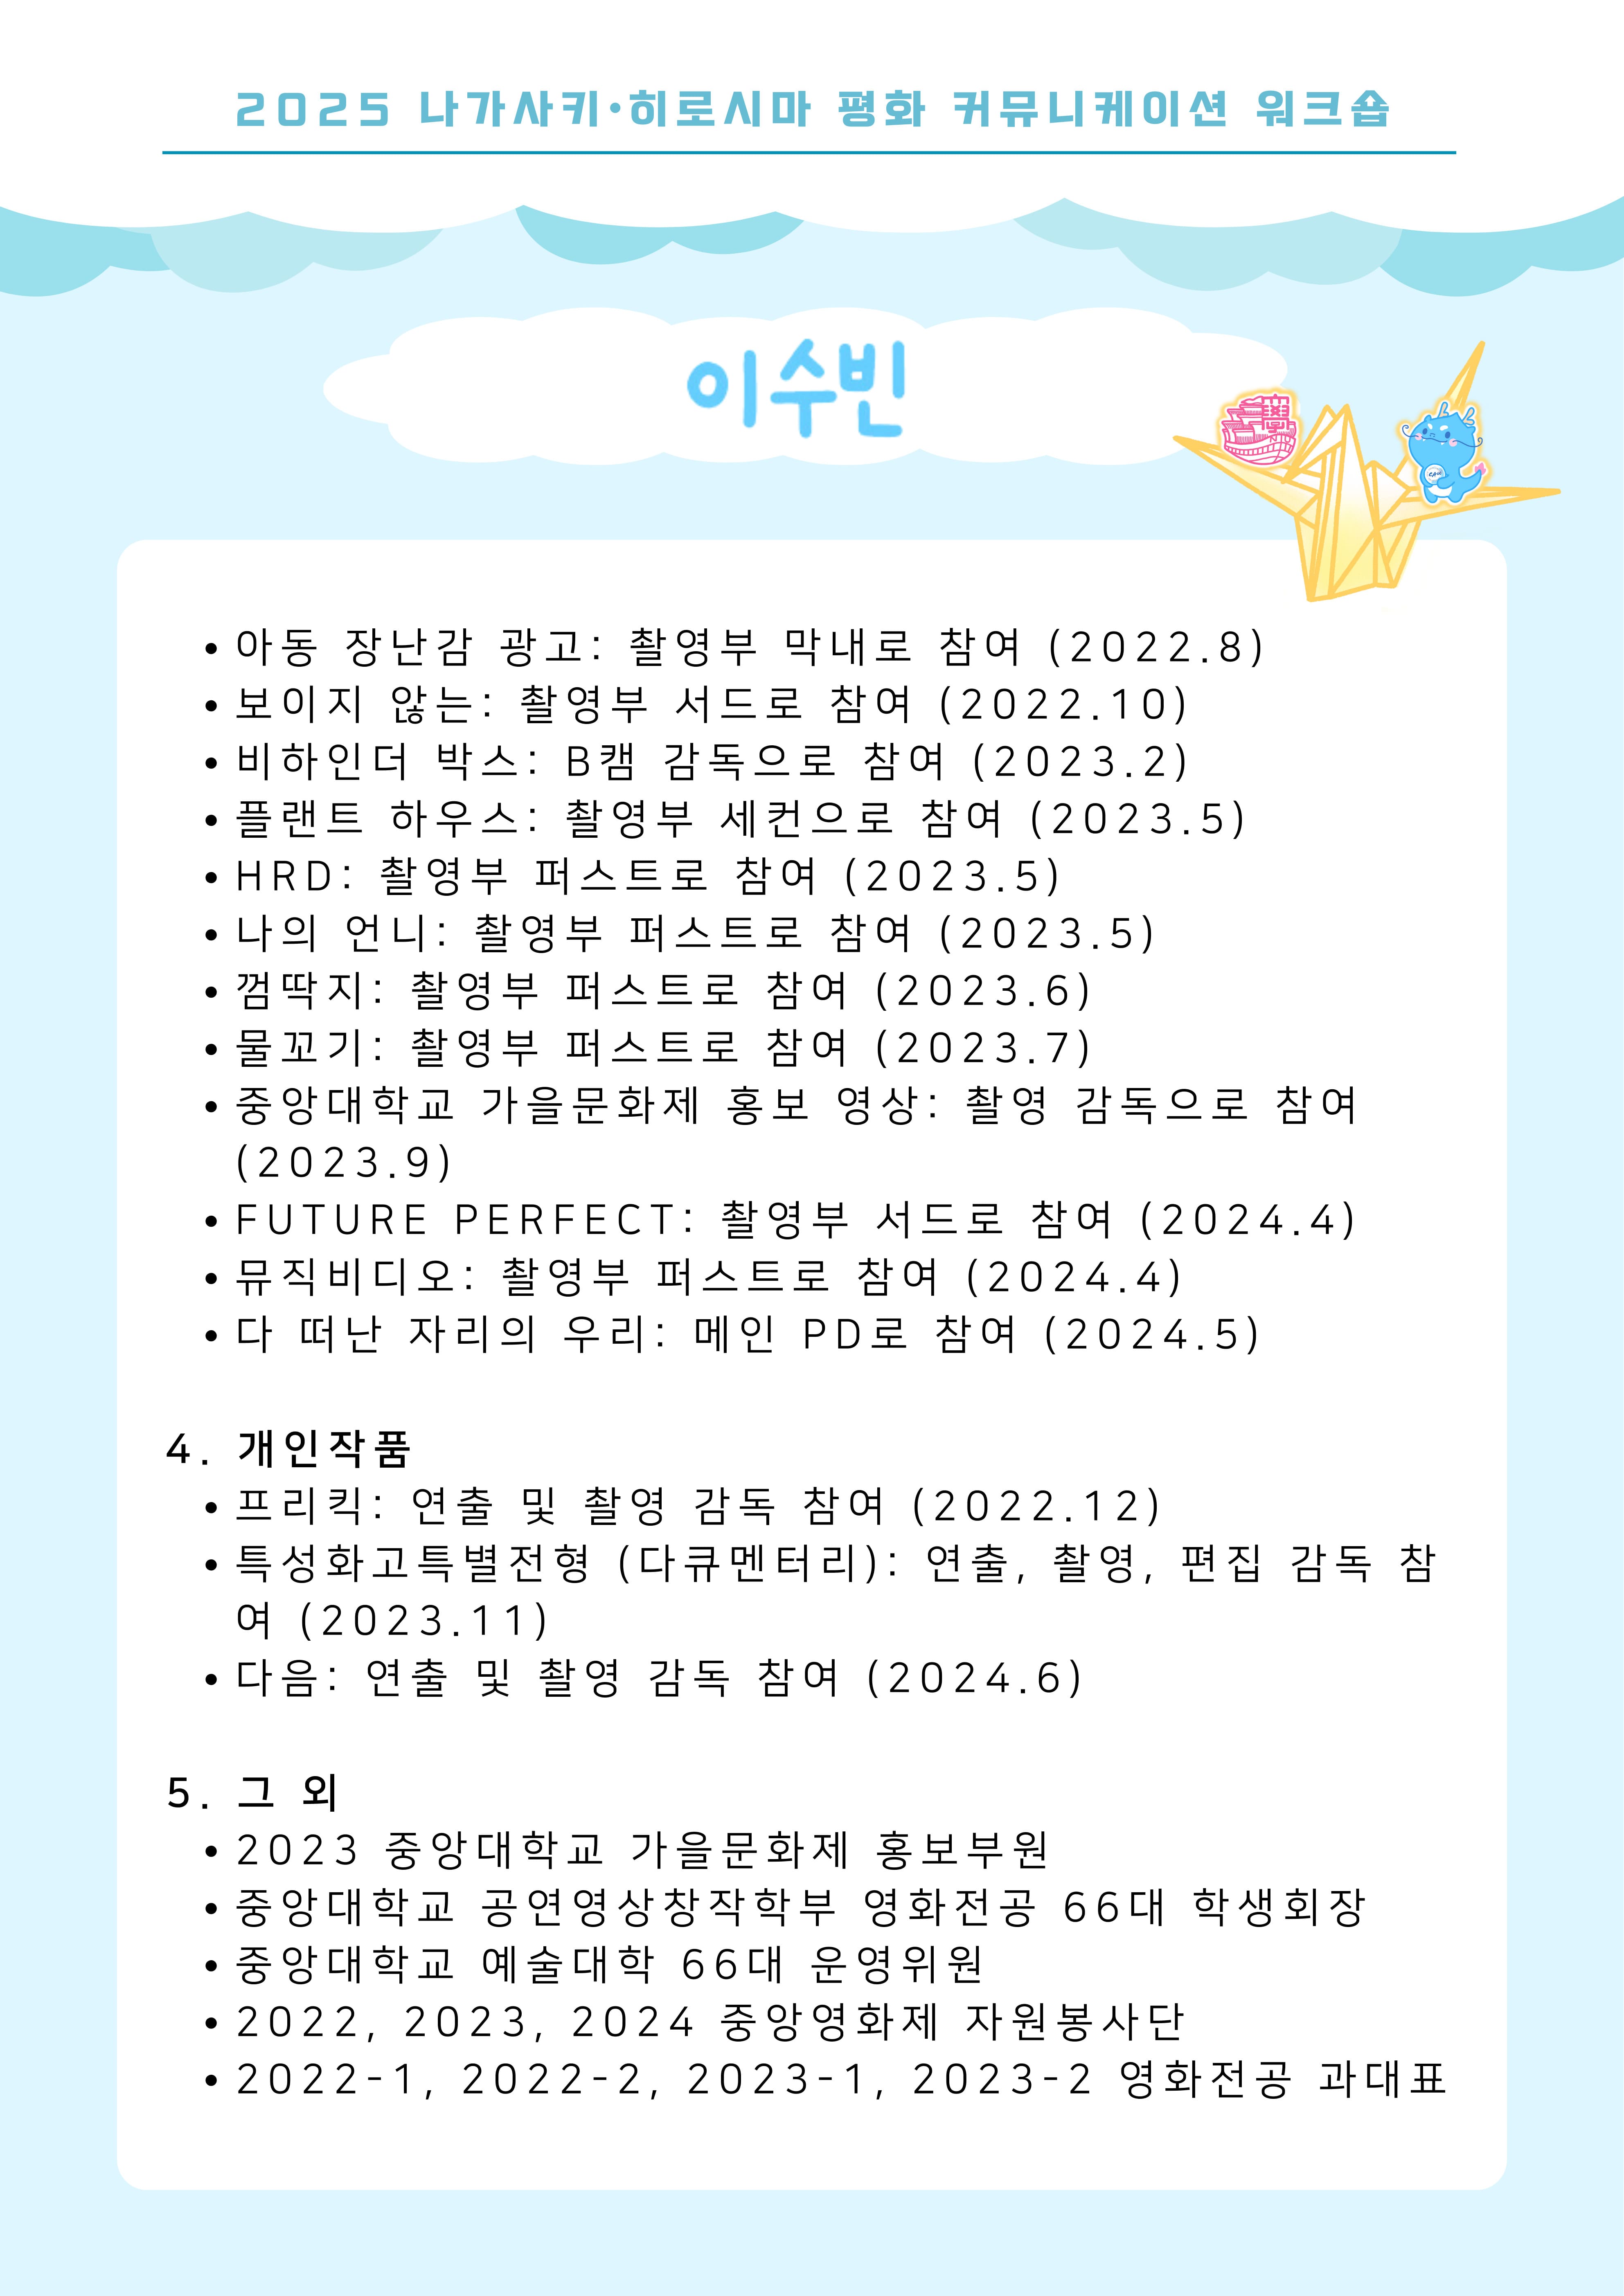 2025 나가사키·히로시마 평화 커뮤니케이션 워크숍
이수빈
• 아동 장난감 광고: 촬영부 막내로 참여 (2022.8)
• 보이지 않는: 촬영부 서드로 참여 (2022.10)
• 비하인더 박스: B캠 감독으로 참여 (2023.2)
• 플랜트 하우스: 촬영부 세컨으로 참여 (2023.5)
• HRD: 촬영부 퍼스트로 참여 (2023.5)
• 나의 언니: 촬영부 퍼스트로 참여 (2023.5)
• 껌딱지: 촬영부 퍼스트로 참여 (2023.6)
• 물꼬기: 촬영부 퍼스트로 참여 (2023.7)
• 중앙대학교 가을문화제 홍보 영상: 촬영 감독으로 참여
(2023.9)
• FUTURE PERFECT: 촬영부 서드로 참여 (2024.4)
• 뮤직비디오: 촬영부 퍼스트로 참여 (2024.4)
• 다 떠난 자리의 우리: 메인 PD로 참여 (2024.5)
4. 개인작품
• 프리킥: 연출 및 촬영 감독 참여 (2022.12)
• 특성화고특별전형 (다큐멘터리): 연출, 촬영, 편집 감독 참
여 (2023.11)
• 다음: 연출 및 촬영 감독 참여 (2024.6)
5. 그 외
• 2023 중앙대학교 가을문화제 홍보부원
• 중앙대학교 공연영상창작학부 영화전공 66대 학생회장
• 중앙대학교 예술대학 66대 운영위원
• 2022, 2023, 2024 중앙영화제 자원봉사단
• 2022-1, 2022-2, 2023-1, 2023-2 영화전공 과대표